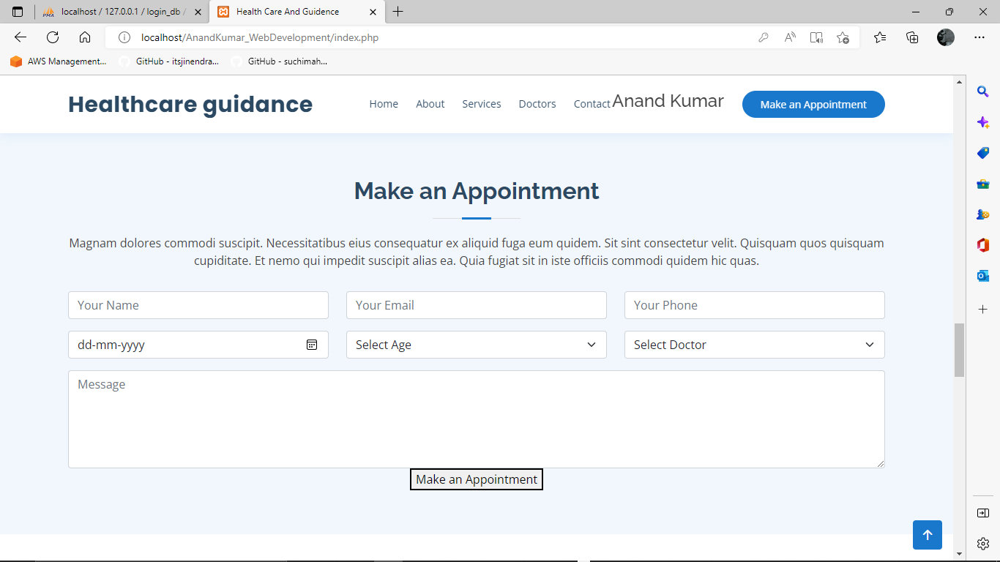 localhost / 127.0.0.1 / login_db /
Health Care And Guidence
localhost/AnandKumar_WebDevelopment/index.php
AWS Management...
GitHub - itsjinendra...
GitHub - suchimah...
Healthcare guidance
Home
About
Services
Doctors
Contact
Anand Kumar
Make an Appointment
Make an Appointment
Magnam dolores commodi suscipit. Necessitatibus eius consequatur ex aliquid fuga eum quidem. Sit sint consectetur velit. Quisquam quos quisquam
cupiditate. Et nemo qui impedit suscipit alias ea. Quia fugiat sit in iste officiis commodi quidem hic quas.
Your Name
Your Email
Your Phone
dd-mm-yyyy
Select Age
Select Doctor
Message
Make an Appointment